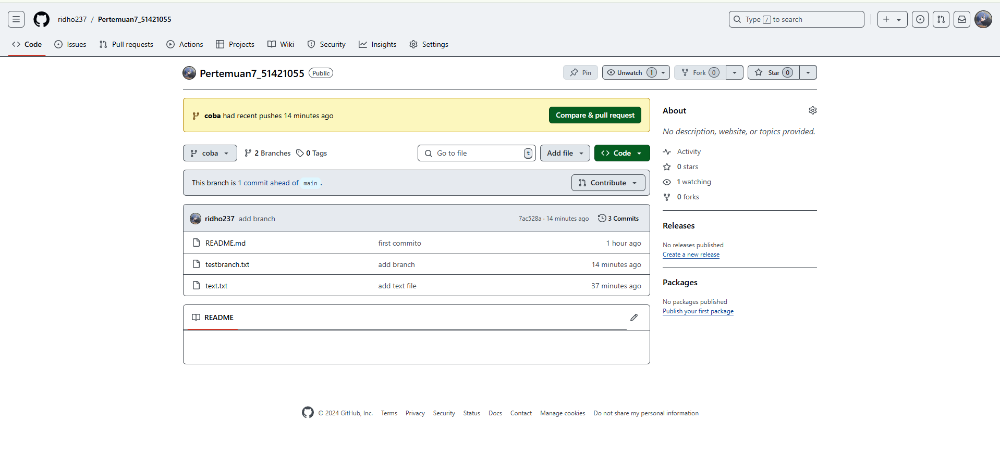 ridho237 / Pertemuan7_51421055
Type / to search
Code Issues Pull requests Actions Projects Wiki Security Insights Settings
Pertemuan7_51421055 Public
Pin Unwatch 1 Fork 0 Star 0
coba had recent pushes 14 minutes ago
Compare & pull request
coba 2 Branches 0 Tags
Go to file t Add file Code
This branch is 1 commit ahead of main .
Contribute
ridho237 add branch 7ac528a · 14 minutes ago 3 Commits
README.md first commito 1 hour ago
testbranch.txt add branch 14 minutes ago
text.txt add text file 37 minutes ago
README
About
No description, website, or topics provided.
Activity
0 stars
1 watching
0 forks
Releases
No releases published
Create a new release
Packages
No packages published
Publish your first package
© 2024 GitHub, Inc. Terms Privacy Security Status Docs Contact Manage cookies Do not share my personal information